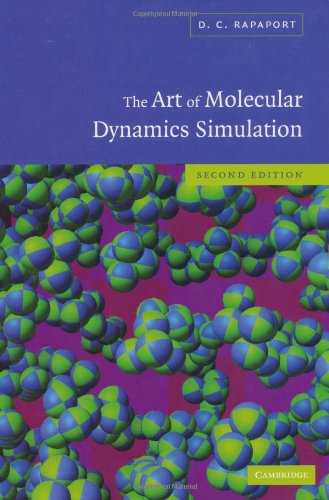 D. C. RAPAPORT
The Art of Molecular
Dynamics Simulation
SECOND EDITION
CAMBRIDGE